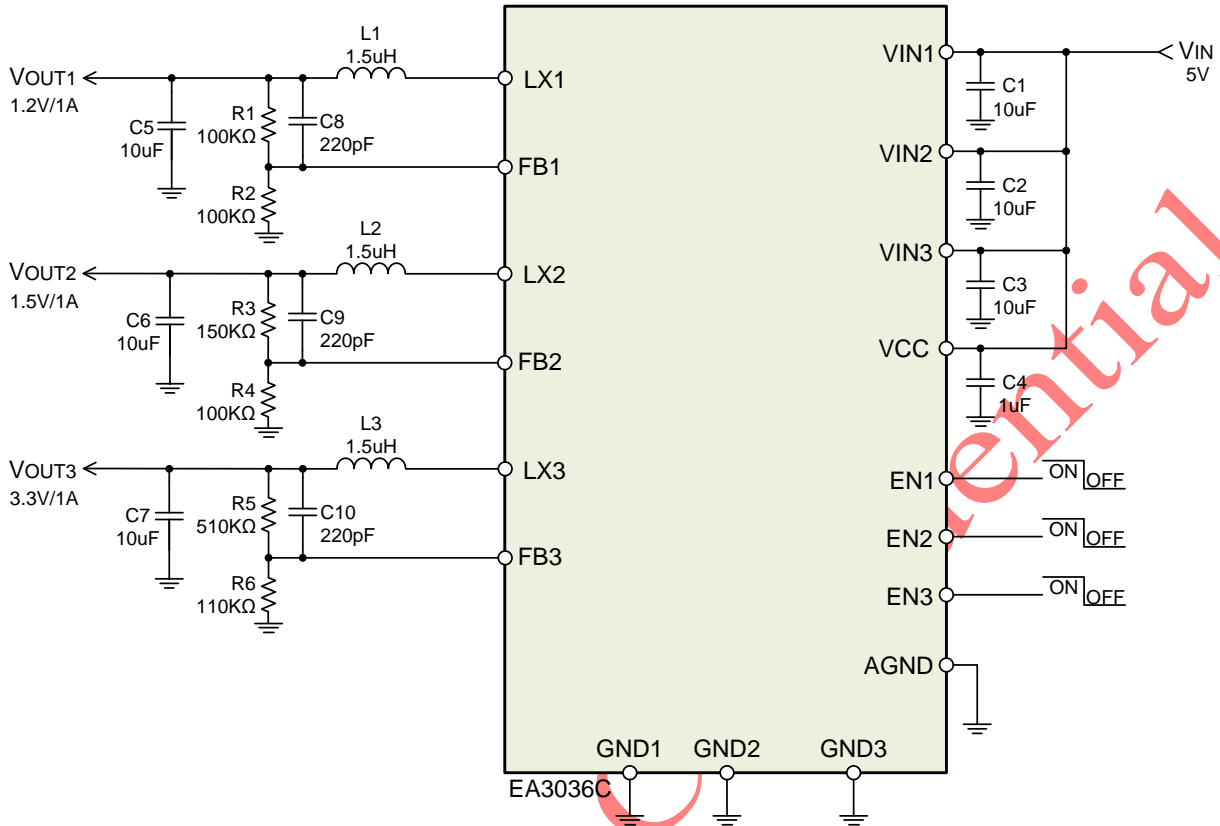 L1
1.5uH
VOUT1
1.2V/1A
LX1
C5
10uF
R1
100KΩ
C8
220pF
FB1
R2
100KΩ
L2
1.5uH
VOUT2
1.5V/1A
LX2
C6
10uF
R3
150KΩ
C9
220pF
FB2
R4
100KΩ
L3
1.5uH
VOUT3
3.3V/1A
LX3
C7
10uF
R5
510KΩ
C10
220pF
FB3
R6
110KΩ
VIN1
VIN
5V
C1
10uF
VIN2
C2
10uF
VIN3
C3
10uF
VCC
C4
1uF
EN1
ON OFF
EN2
ON OFF
EN3
ON OFF
AGND
GND1 GND2 GND3
EA3036C